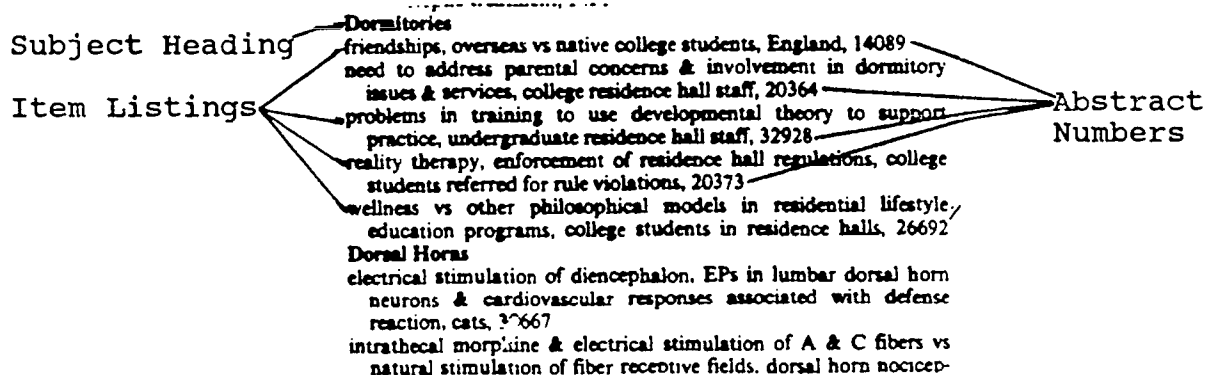 Dormitories
Subject Heading
friendships, overseas vs native college students, England, 14089
need to address parental concerns & involvement in dormitory
issues & services, college residence hall staff, 20364
Item Listings
Abstract
Numbers
problems in training to use developmental theory to support
practice, undergraduate residence hall staff, 32928
reality therapy, enforcement of residence hall regulations, college
students referred for rule violations, 20373
wellness vs other philosophical models in residential lifestyle
education programs, college students in residence halls, 26692
Dorsal Horns
electrical stimulation of diencephalon, EPs in lumbar dorsal horn
neurons & cardiovascular responses associated with defense
reaction, cats,
intrathecal morphine & electrical stimulation of A & C fibers vs
natural stimulation of fiber receptive fields, dorsal horn nocicep-